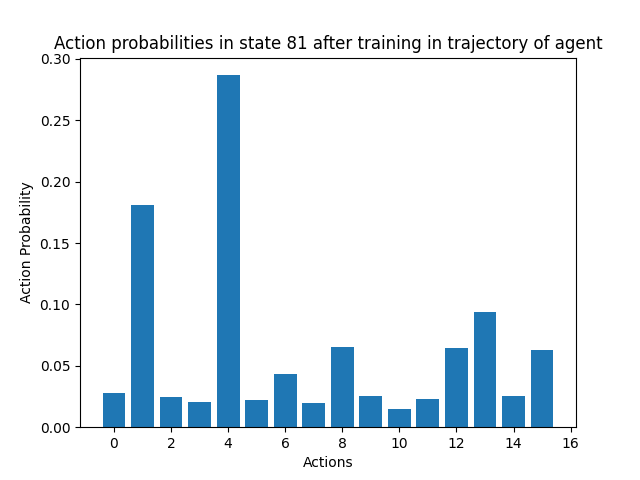 Action probabilities in state 81 after training in trajectory of agent
0.30
0.25
0.20
0.15
0.10
0.05
0.00
Action Probability
0 2 4 6 8 10 12 14 16
Actions